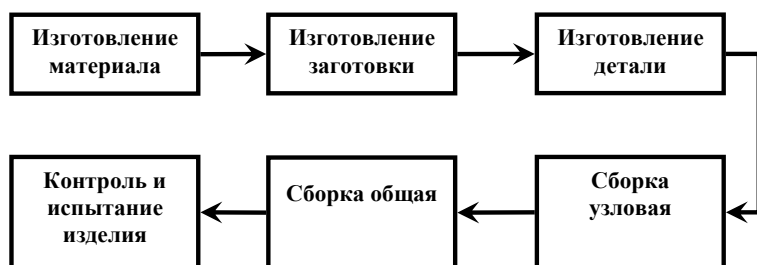 Изготовление
материала
Изготовление
заготовки
Изготовление
детали
Контроль и
испытание
изделия
Сборка общая
Сборка
узловая